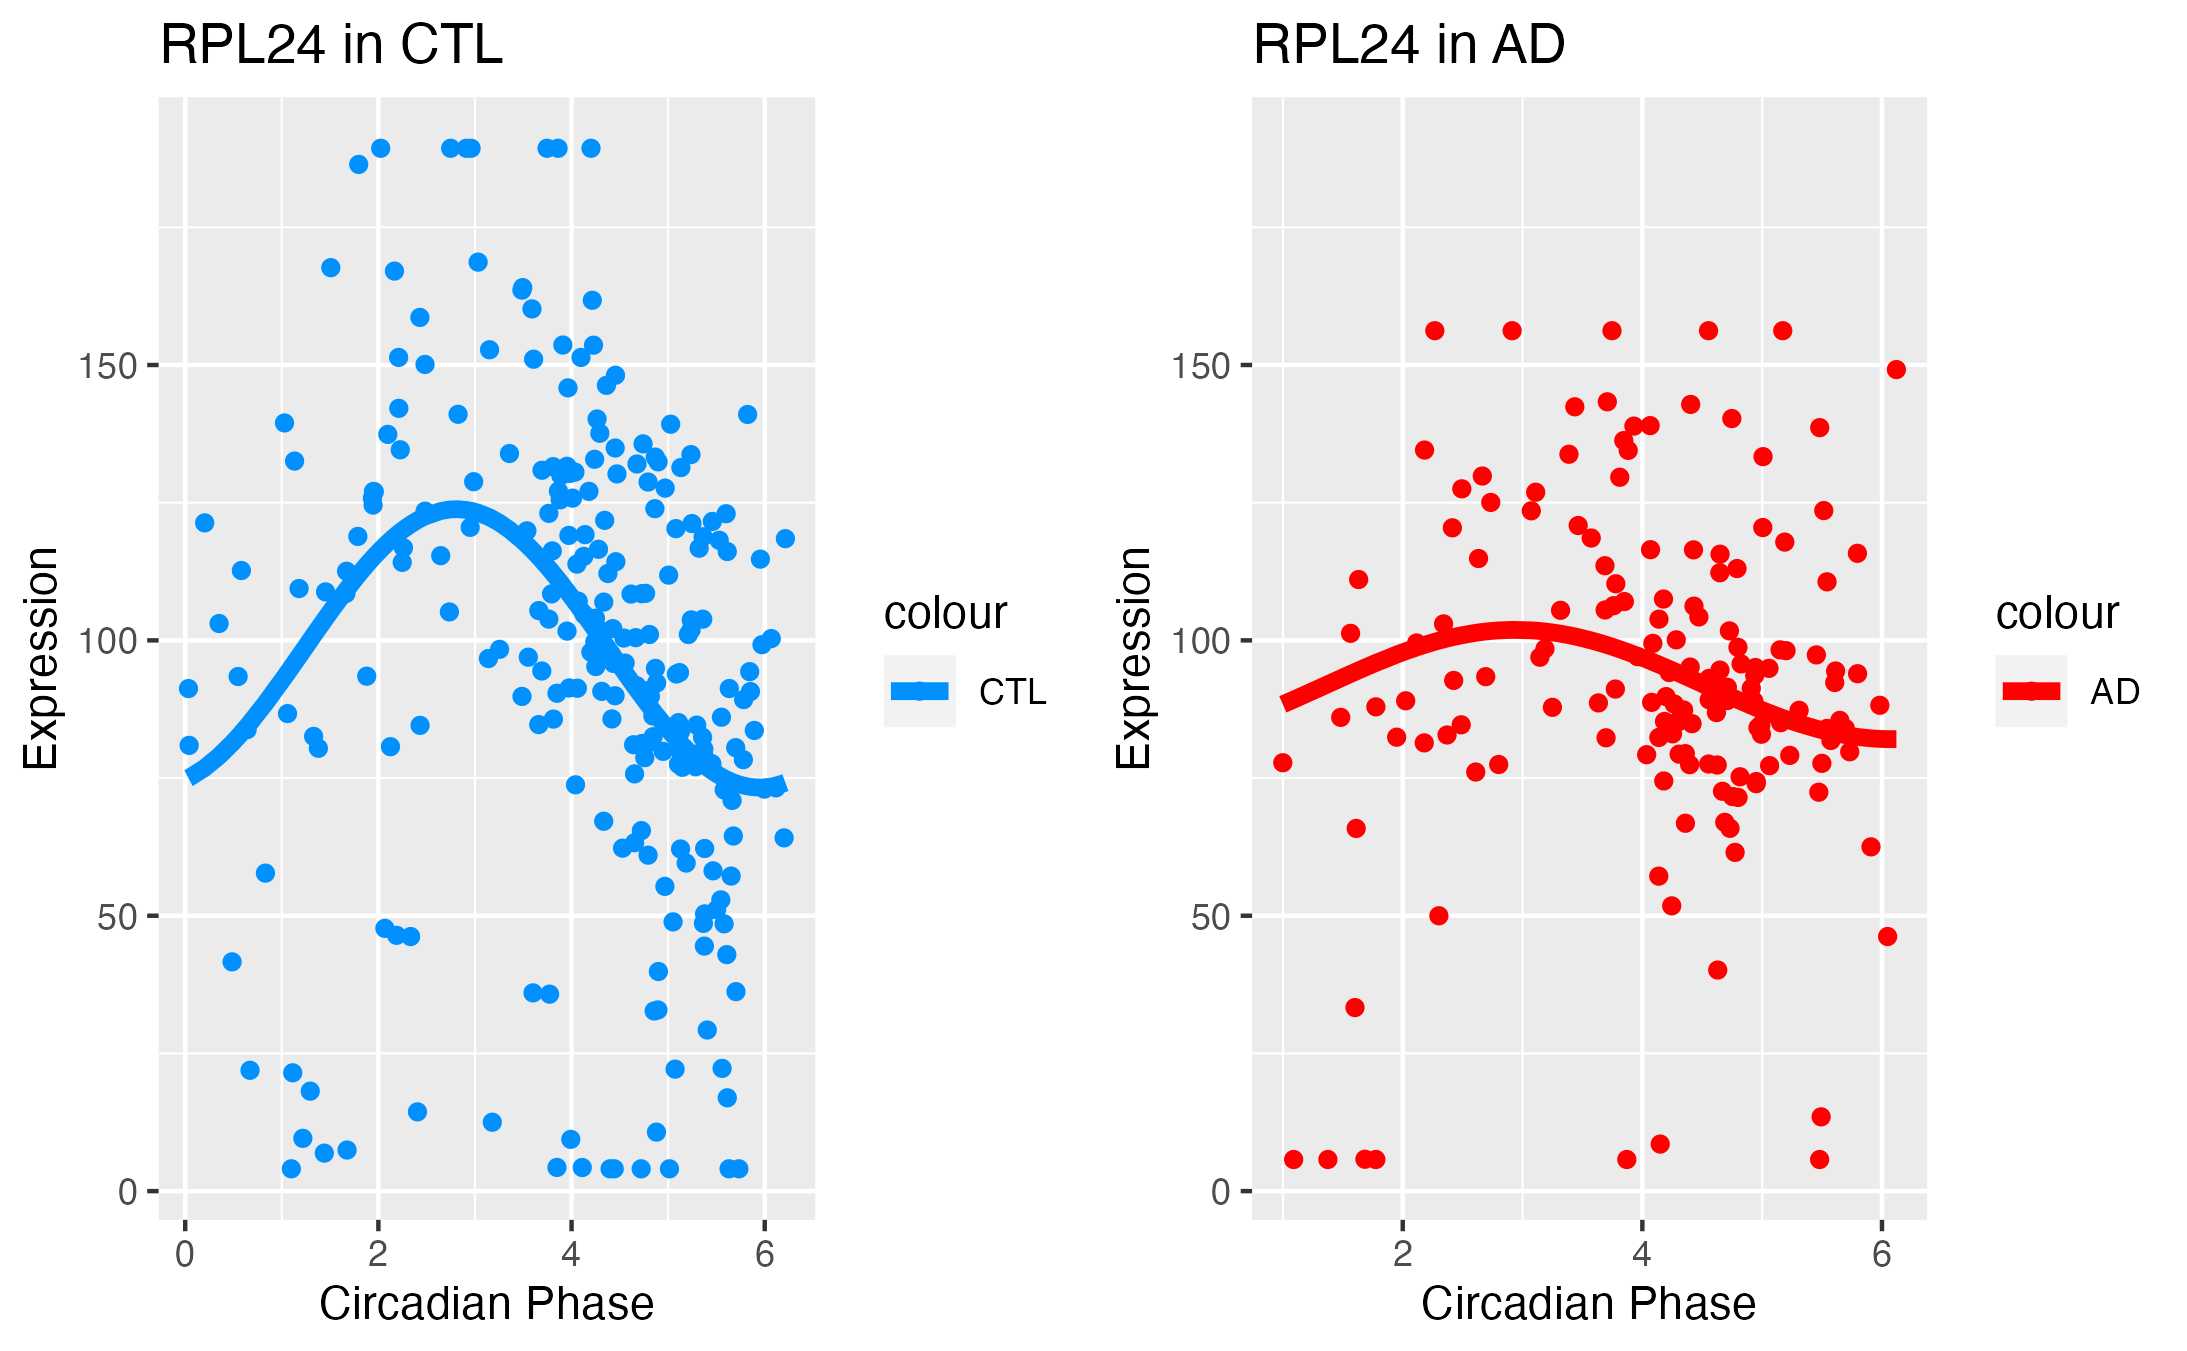 RPL24 in CTL
Expression
150
100
50
0
0 2 4 6
Circadian Phase
colour
CTL
RPL24 in AD
Expression
150
100
50
0
2 4 6
Circadian Phase
colour
AD